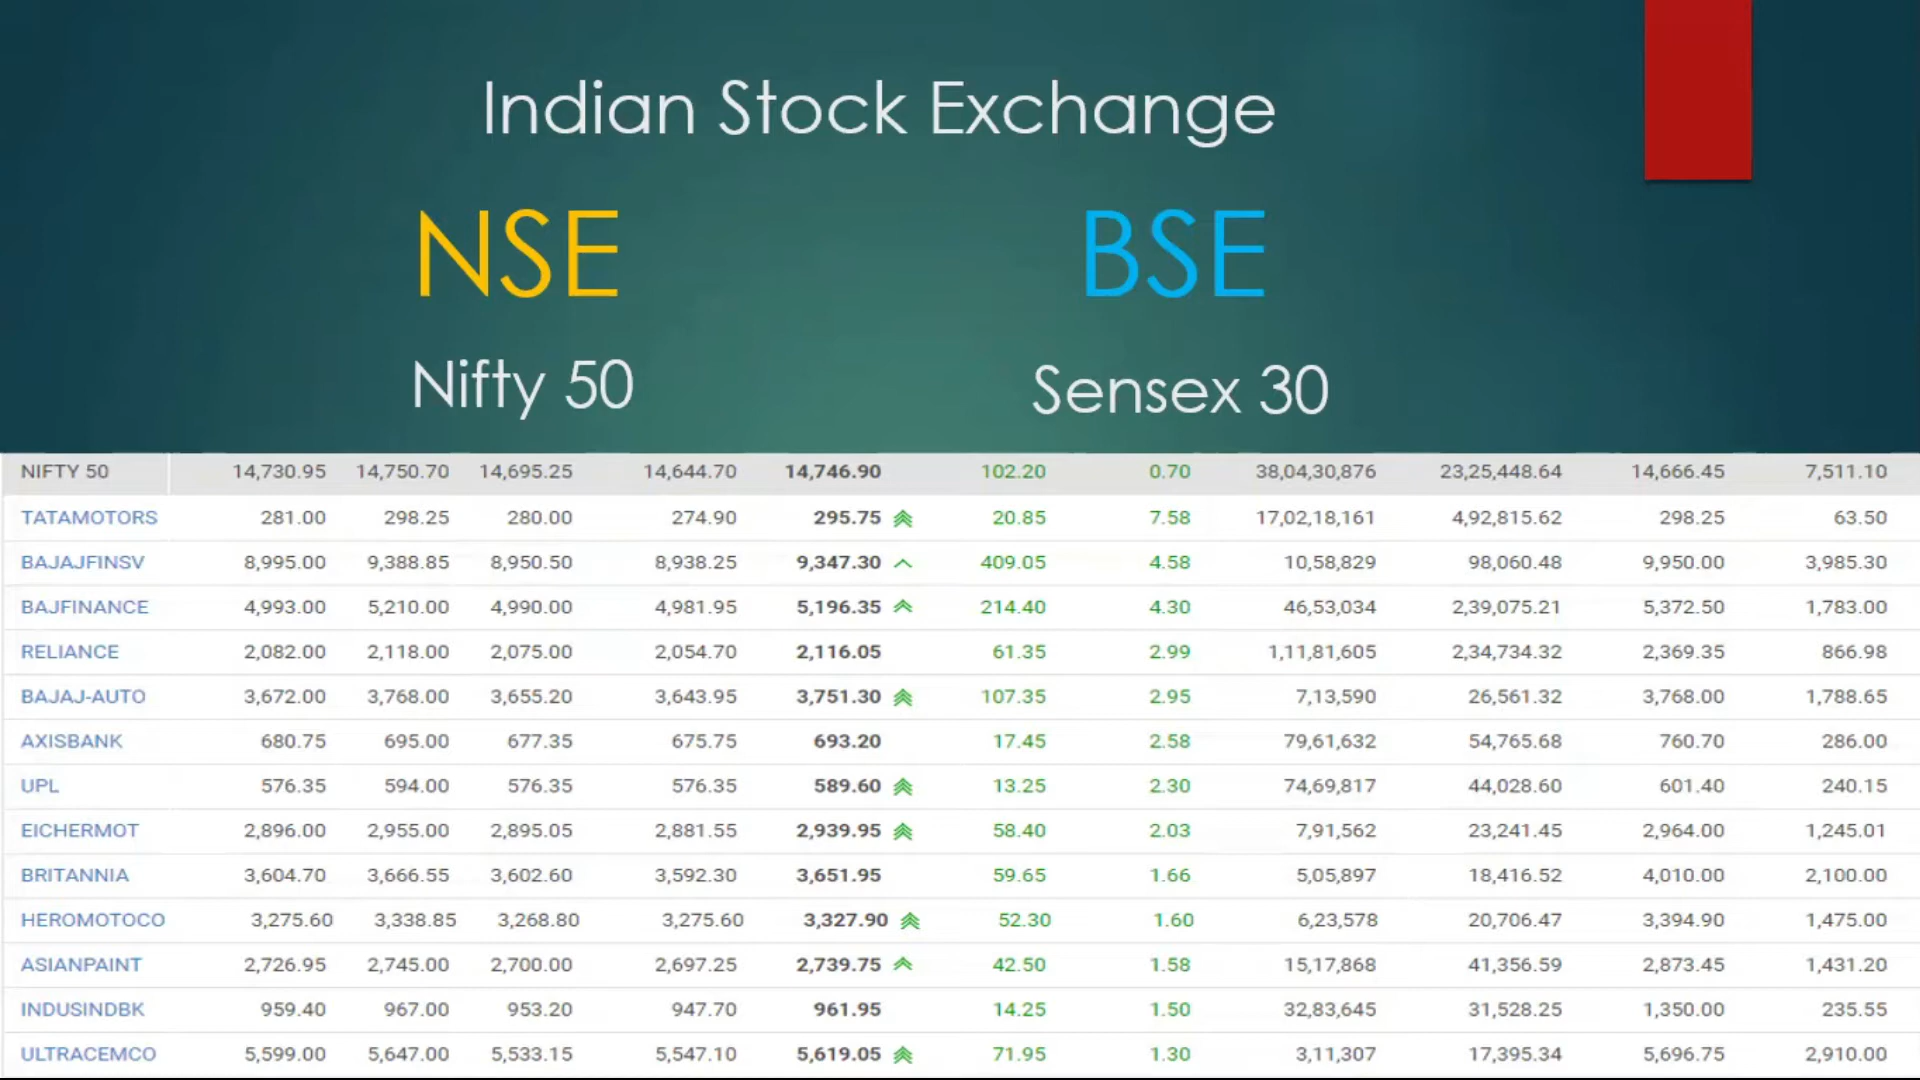 Indian Stock Exchange
NSE BSE
Nifty 50 Sensex 30
NIFTY 50 14,730.95 14,750.70 14,695.25 14,644.70 14,746.90 102.20 0.70 38,04,30,876 23,25,448.64 14,666.45 7,511.10
TATAMOTORS 281.00 298.25 280.00 274.90 295.75 20.85 7.58 17,02,18,161 4,92,815.62 298.25 63.50
BAJAJFINSV 8,995.00 9,388.85 8,950.50 8,938.25 9,347.30 409.05 4.58 10,58,829 98,060.48 9,950.00 3,985.30
BAJFINANCE 4,993.00 5,210.00 4,990.00 4,981.95 5,196.35 214.40 4.30 46,53,034 2,39,075.21 5,372.50 1,783.00
RELIANCE 2,082.00 2,118.00 2,075.00 2,054.70 2,116.05 61.35 2.99 1,11,81,605 2,34,734.32 2,369.35 866.98
BAJAJ-AUTO 3,672.00 3,768.00 3,655.20 3,643.95 3,751.30 107.35 2.95 7,13,590 26,561.32 3,768.00 1,788.65
AXISBANK 680.75 695.00 677.35 675.75 693.20 17.45 2.58 79,61,632 54,765.68 760.70 286.00
UPL 576.35 594.00 576.35 576.35 589.60 13.25 2.30 74,69,817 44,028.60 601.40 240.15
EICHERMOT 2,896.00 2,955.00 2,895.05 2,881.55 2,939.95 58.40 2.03 7,91,562 23,241.45 2,964.00 1,245.01
BRITANNIA 3,604.70 3,666.55 3,602.60 3,592.30 3,651.95 59.65 1.66 5,05,897 18,416.52 4,010.00 2,100.00
HEROMOTOCO 3,275.60 3,338.85 3,268.80 3,275.60 3,327.90 52.30 1.60 6,23,578 20,706.47 3,394.90 1,475.00
ASIANPAINT 2,726.95 2,745.00 2,700.00 2,697.25 2,739.75 42.50 1.58 15,17,868 41,356.59 2,873.45 1,431.20
INDUSINDBK 959.40 967.00 953.20 947.70 961.95 14.25 1.50 32,83,645 31,528.25 1,350.00 235.55
ULTRACEMCO 5,599.00 5,647.00 5,533.15 5,547.10 5,619.05 71.95 1.30 3,11,307 17,395.34 5,696.75 2,910.00